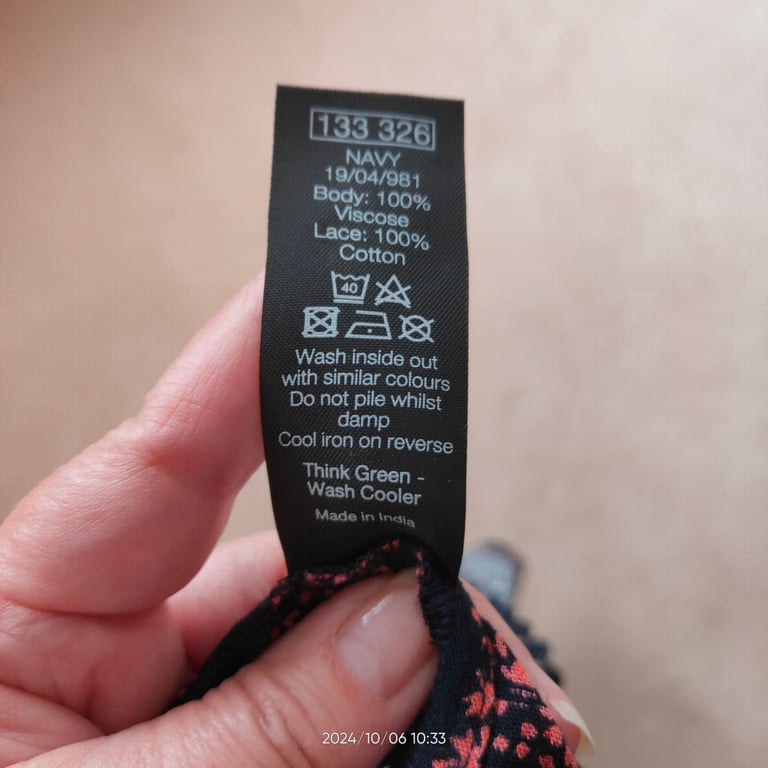 133 326
NAVY
19/04/981
Body: 100%
Viscose
Lace: 100%
Cotton
40
Wash inside out
with similar colours
Do not pile whilst
damp
Cool iron on reverse
Think Green -
Wash Cooler
Made in India
2024/10/06 10:33